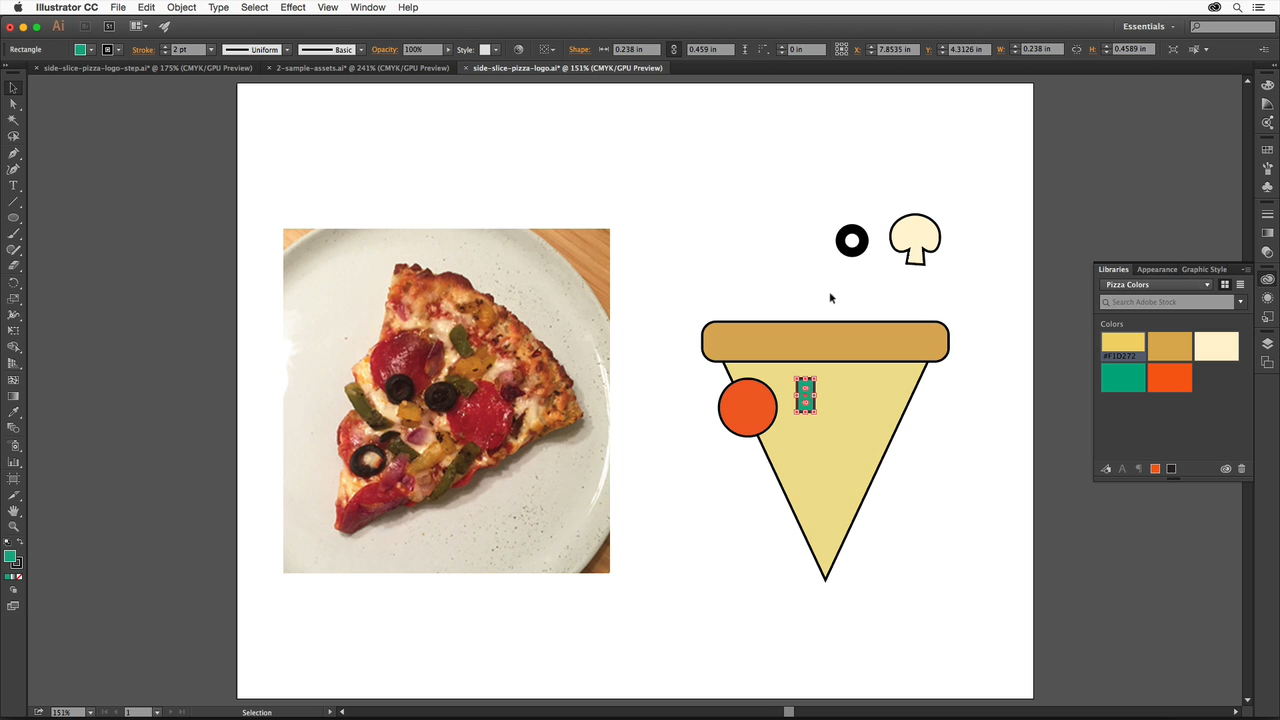 Illustrator CC File Edit Object Type Select Effect View Window Help
Ai Br St Essentials
Rectangle Stroke: 2 pt Uniform Basic Opacity: 100% Style: Shape: 0.238 in 0.459 in 0 in X: 7.8535 in Y: 4.3126 in W: 0.238 in H: 0.4589 in
× side-slice-pizza-logo-step.ai* @ 175% (CMYK/GPU Preview) × 2-sample-assets.ai* @ 241% (CMYK/GPU Preview) × side-slice-pizza-logo.ai* @ 151% (CMYK/GPU Preview)
Libraries Appearance Graphic Style
Pizza Colors
Search Adobe Stock
Colors
#F1D272
151% 1 Selection